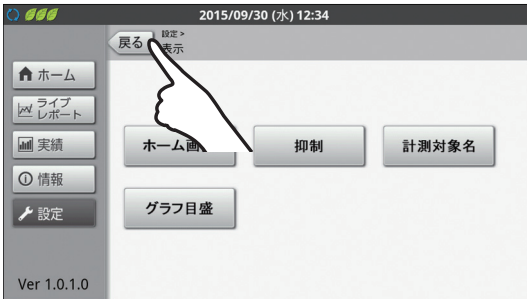 2015/09/30 (水) 12:34
戻る
設定 >
表示
ホーム
ライブ
レポート
実績
情報
設定
ホーム画
抑制
計測対象名
グラフ目盛
Ver 1.0.1.0